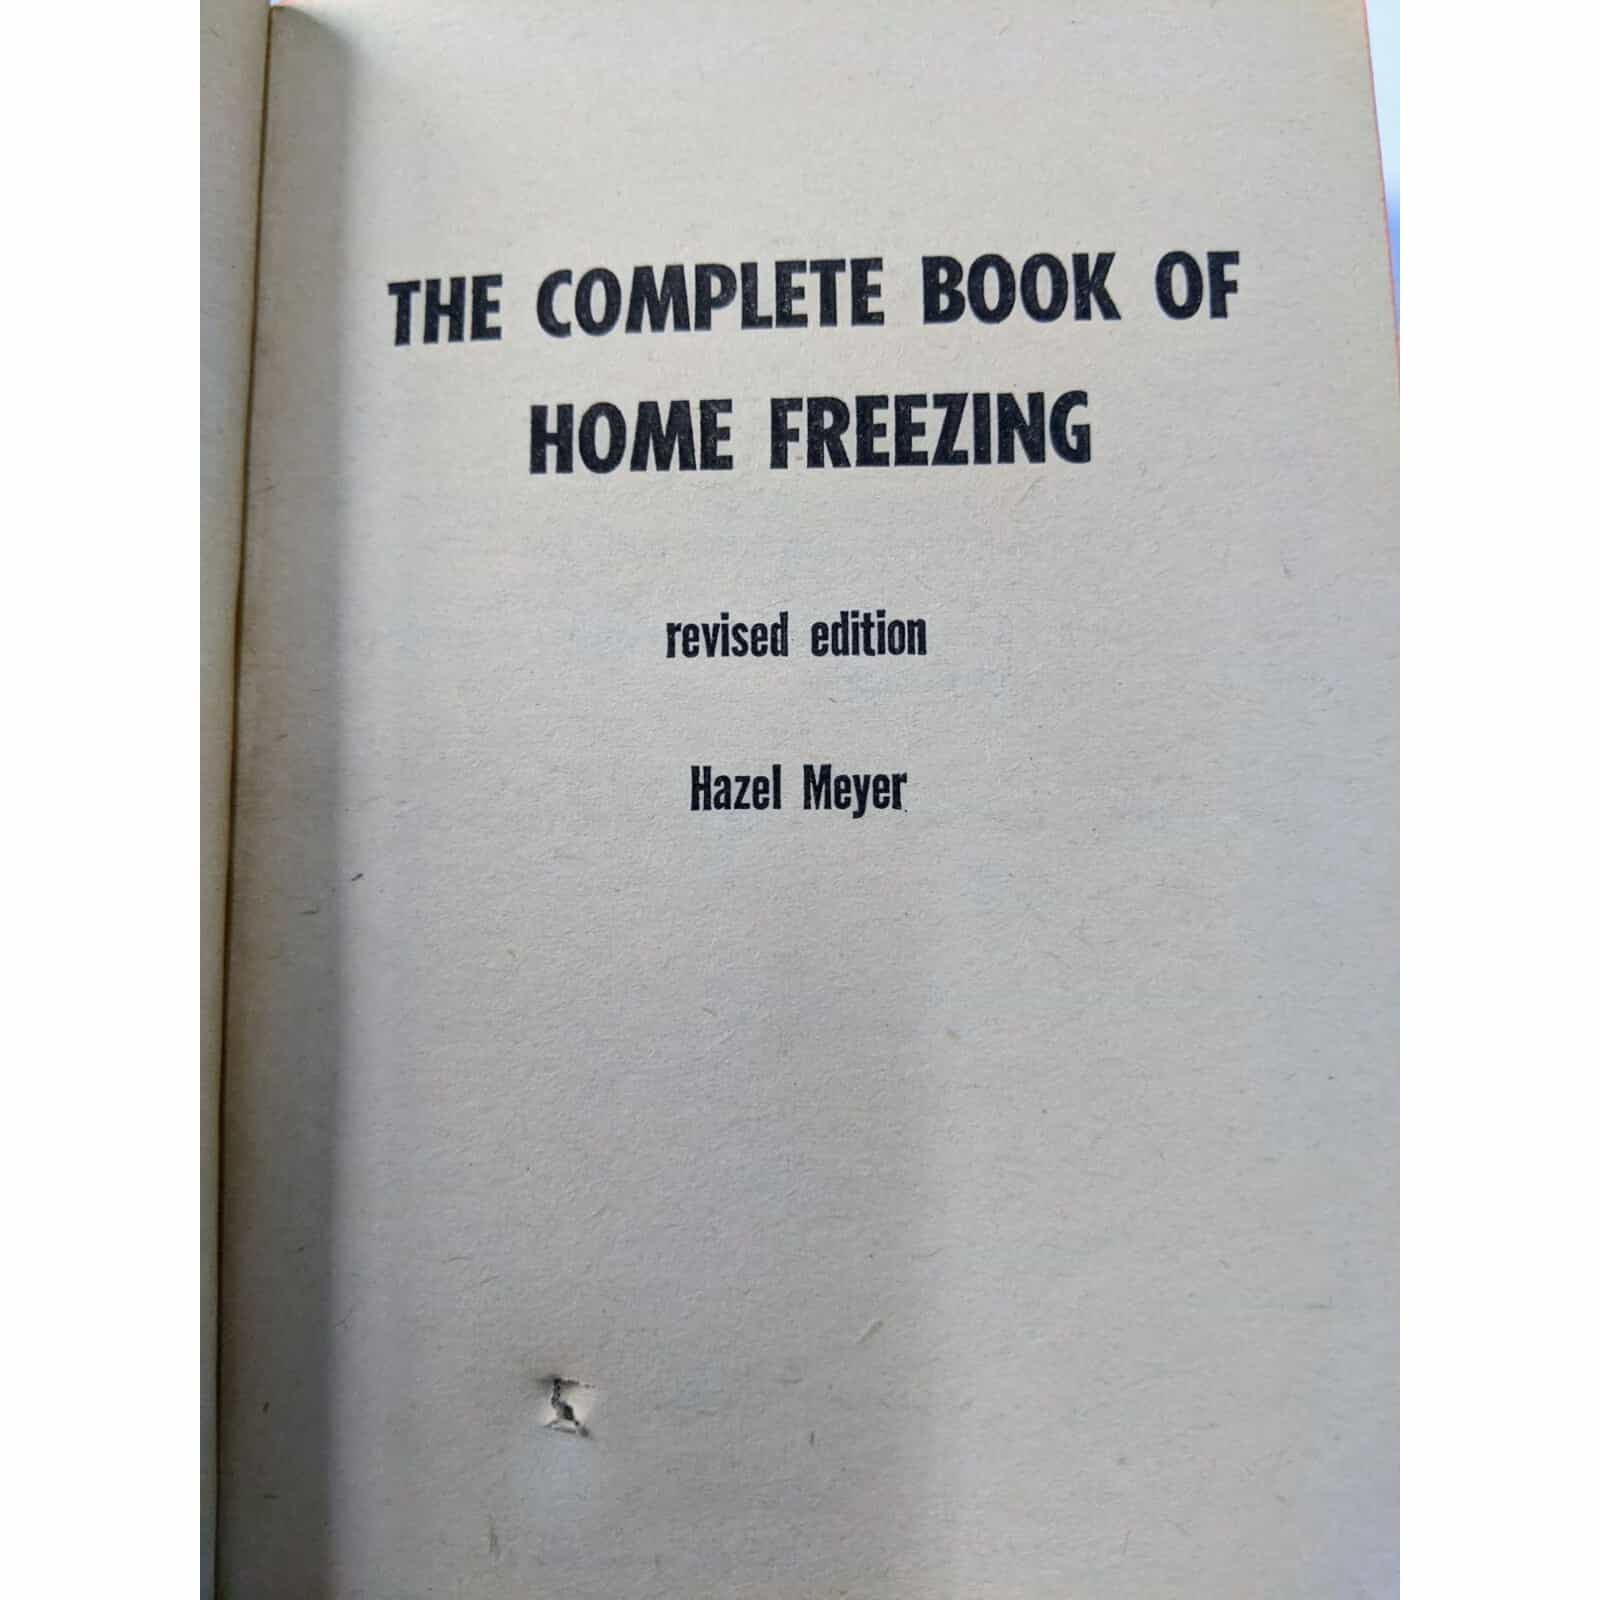 THE COMPLETE BOOK OF
HOME FREEZING
revised edition
Hazel Meyer